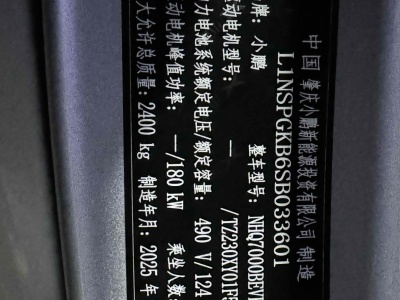 中国 肇庆小鹏新能源投资有限公司 制造
L1NSPGKB6SB033601
牌: 小鹏 整车型号: NHQ7000BEV
动电机型号: —/TZ230XY01F
力电池系统额定电压/额定容量: 490 V/124
动电机峰值功率: —/180 kW 乘坐人数
大允许总质量: 2400 kg 制造年月: 2025